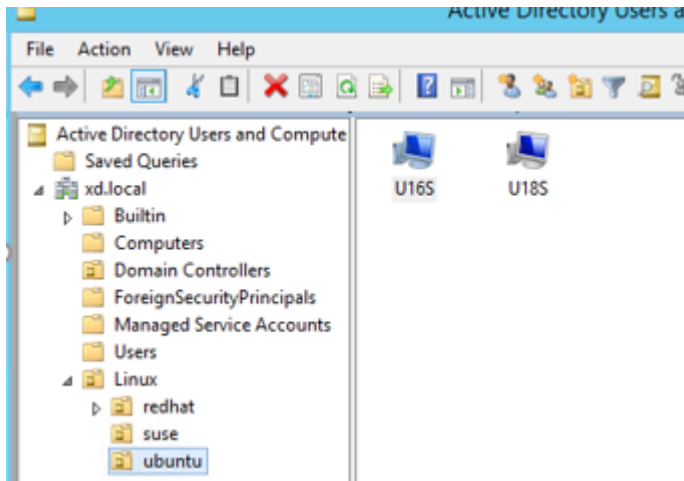 Active Directory Users a
File Action View Help
Active Directory Users and Compute
Saved Queries
xd.local
Builtin
Computers
Domain Controllers
ForeignSecurityPrincipals
Managed Service Accounts
Users
Linux
redhat
suse
ubuntu
U16S U18S